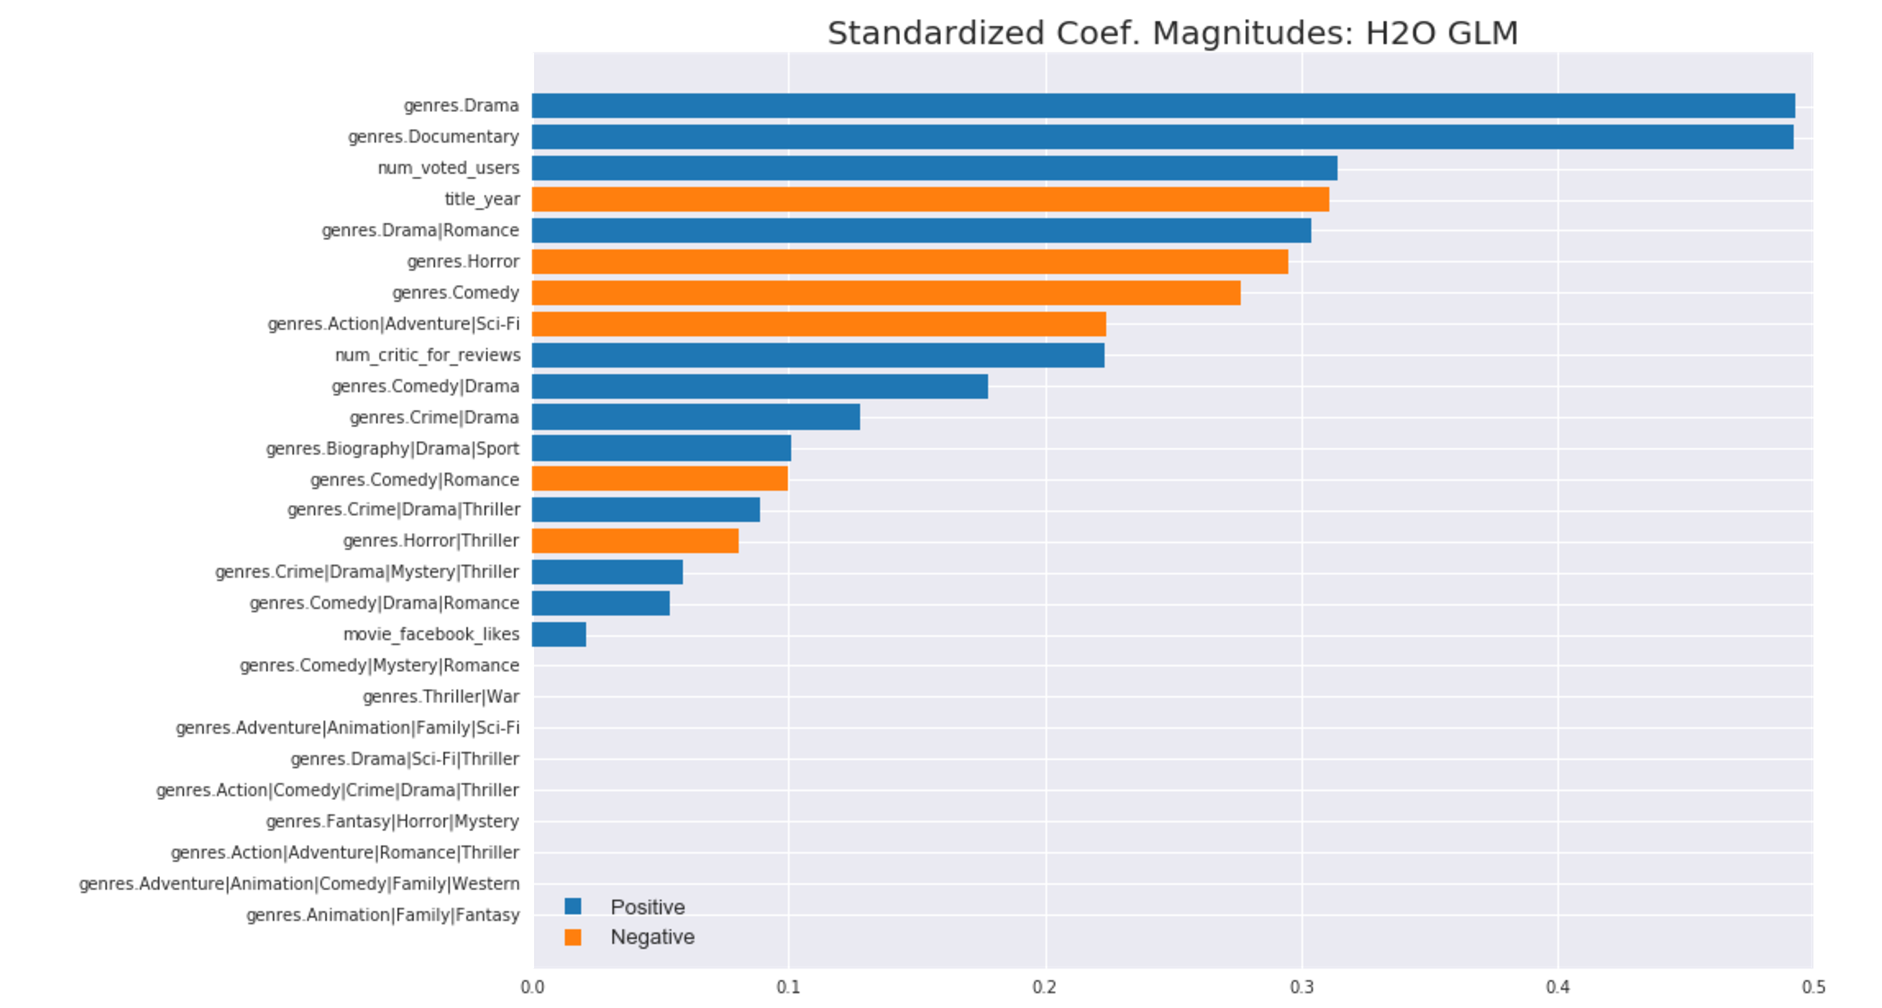 Standardized Coef. Magnitudes: H2O GLM
genres.Drama
genres.Documentary
num_voted_users
title_year
genres.Drama|Romance
genres.Horror
genres.Comedy
genres.Action|Adventure|Sci-Fi
num_critic_for_reviews
genres.Comedy|Drama
genres.Crime|Drama
genres.Biography|Drama|Sport
genres.Comedy|Romance
genres.Crime|Drama|Thriller
genres.Horror|Thriller
genres.Crime|Drama|Mystery|Thriller
genres.Comedy|Drama|Romance
movie_facebook_likes
genres.Comedy|Mystery|Romance
genres.Thriller|War
genres.Adventure|Animation|Family|Sci-Fi
genres.Drama|Sci-Fi|Thriller
genres.Action|Comedy|Crime|Drama|Thriller
genres.Fantasy|Horror|Mystery
genres.Action|Adventure|Romance|Thriller
genres.Adventure|Animation|Comedy|Family|Western
genres.Animation|Family|Fantasy
Positive
Negative
0.0 0.1 0.2 0.3 0.4 0.5